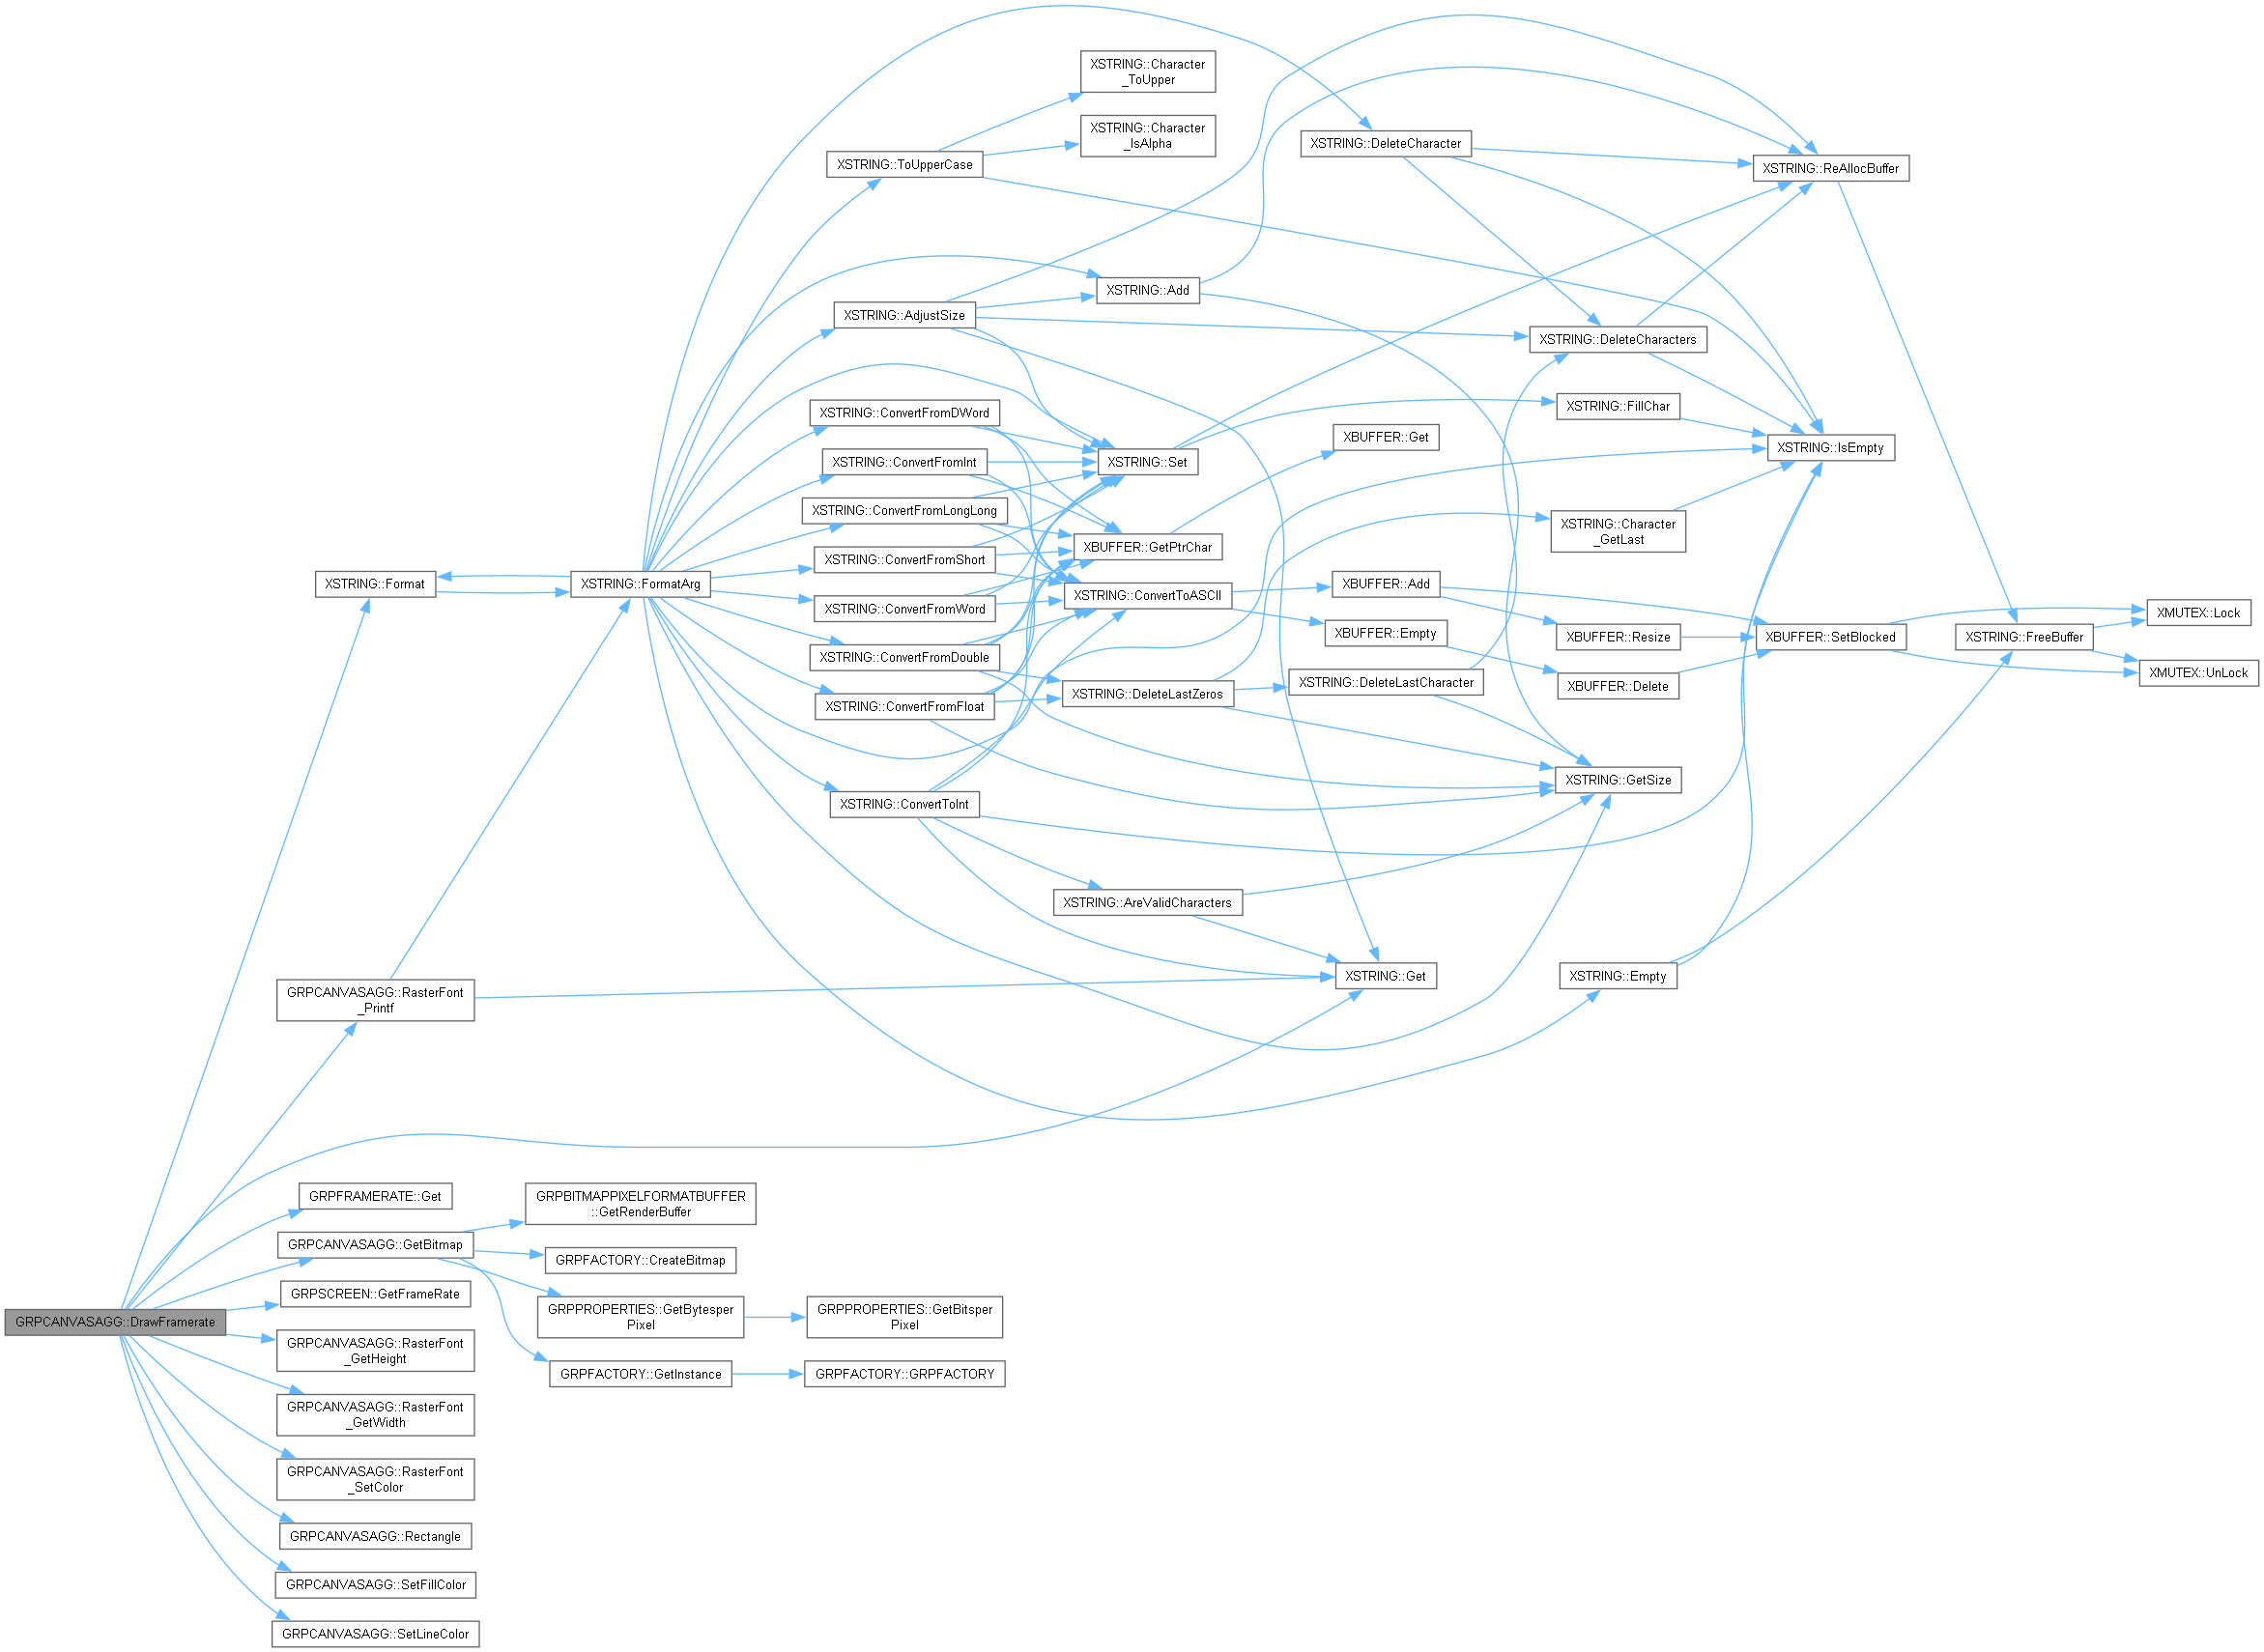 XSTRING::Character
_ToUpper
XSTRING::Character
_IsAlpha
XSTRING::ToUpperCase
XSTRING::DeleteCharacter
XSTRING::ReAllocBuffer
XSTRING::Add
XSTRING::AdjustSize
XSTRING::DeleteCharacters
XSTRING::ConvertFromDWord
XSTRING::FillChar
XBUFFER::Get
XSTRING::IsEmpty
XSTRING::ConvertFromInt
XSTRING::Set
XSTRING::ConvertFromLongLong
XSTRING::Character
_GetLast
XBUFFER::GetPtrChar
XSTRING::ConvertFromShort
XSTRING::Format
XSTRING::FormatArg
XBUFFER::Add
XSTRING::ConvertToASCII
XSTRING::ConvertFromWord
XMUTEX::Lock
XBUFFER::Empty
XBUFFER::Resize
XBUFFER::SetBlocked
XSTRING::FreeBuffer
XSTRING::ConvertFromDouble
XMUTEX::UnLock
XSTRING::DeleteLastCharacter
XBUFFER::Delete
XSTRING::DeleteLastZeros
XSTRING::ConvertFromFloat
XSTRING::GetSize
XSTRING::ConvertToInt
XSTRING::AreValidCharacters
XSTRING::Get
XSTRING::Empty
GRPCANVASAGG::RasterFont
_Printf
GRPFRAMERATE::Get
GRPBITMAPPIXELFORMATBUFFER
::GetRenderBuffer
GRPCANVASAGG::GetBitmap
GRPFACTORY::CreateBitmap
GRPSCREEN::GetFrameRate
GRPPROPERTIES::GetBytesper
Pixel
GRPPROPERTIES::GetBitsper
Pixel
GRPCANVASAGG::DrawFramerate
GRPCANVASAGG::RasterFont
_GetHeight
GRPFACTORY::GetInstance
GRPFACTORY::GRPFACTORY
GRPCANVASAGG::RasterFont
_GetWidth
GRPCANVASAGG::RasterFont
_SetColor
GRPCANVASAGG::Rectangle
GRPCANVASAGG::SetFillColor
GRPCANVASAGG::SetLineColor